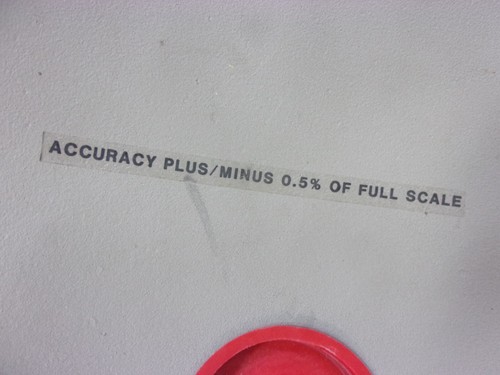 ACCURACY PLUS/MINUS 0.5% OF FULL SCALE